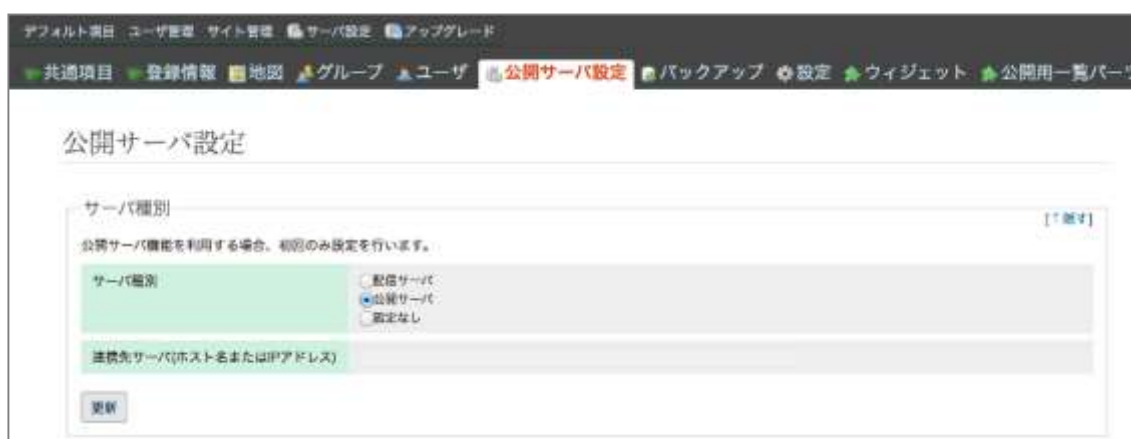 デフォルト項目 ユーザ管理 サイト管理 サーバ設定 アップグレード
共通項目 登録情報 地図 グループ ユーザ 公開サーバ設定 バックアップ 設定 ウィジェット 公開用一覧パーツ
公開サーバ設定
サーバ種別
[↑隠す]
公開サーバ機能を利用する場合、初回のみ設定を行います。
サーバ種別
配信サーバ
公開サーバ
設定なし
連携先サーバ(ホスト名またはIPアドレス)
更新